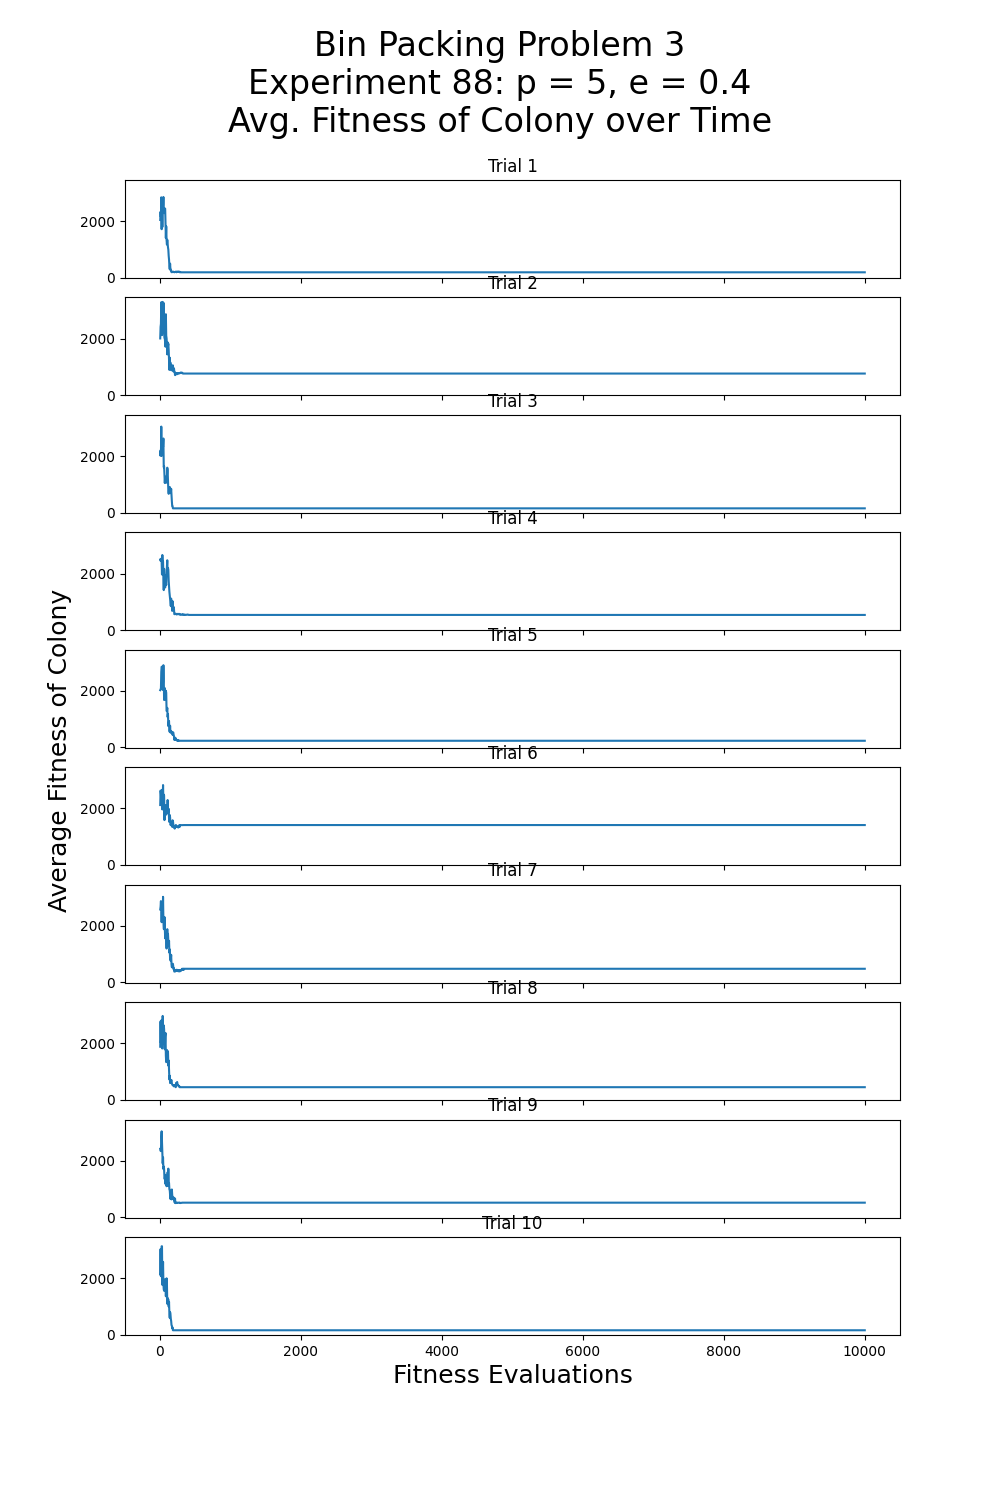 Bin Packing Problem 3
Experiment 88: p = 5, e = 0.4
Avg. Fitness of Colony over Time
Trial 1
2000
0
Trial 2
2000
0
Trial 3
2000
0
Trial 4
2000
0
Trial 5
2000
0
Trial 6
2000
0
Trial 7
2000
0
Trial 8
2000
0
Trial 9
2000
0
Trial 10
2000
0
0 2000 4000 6000 8000 10000
Fitness Evaluations
Average Fitness of Colony